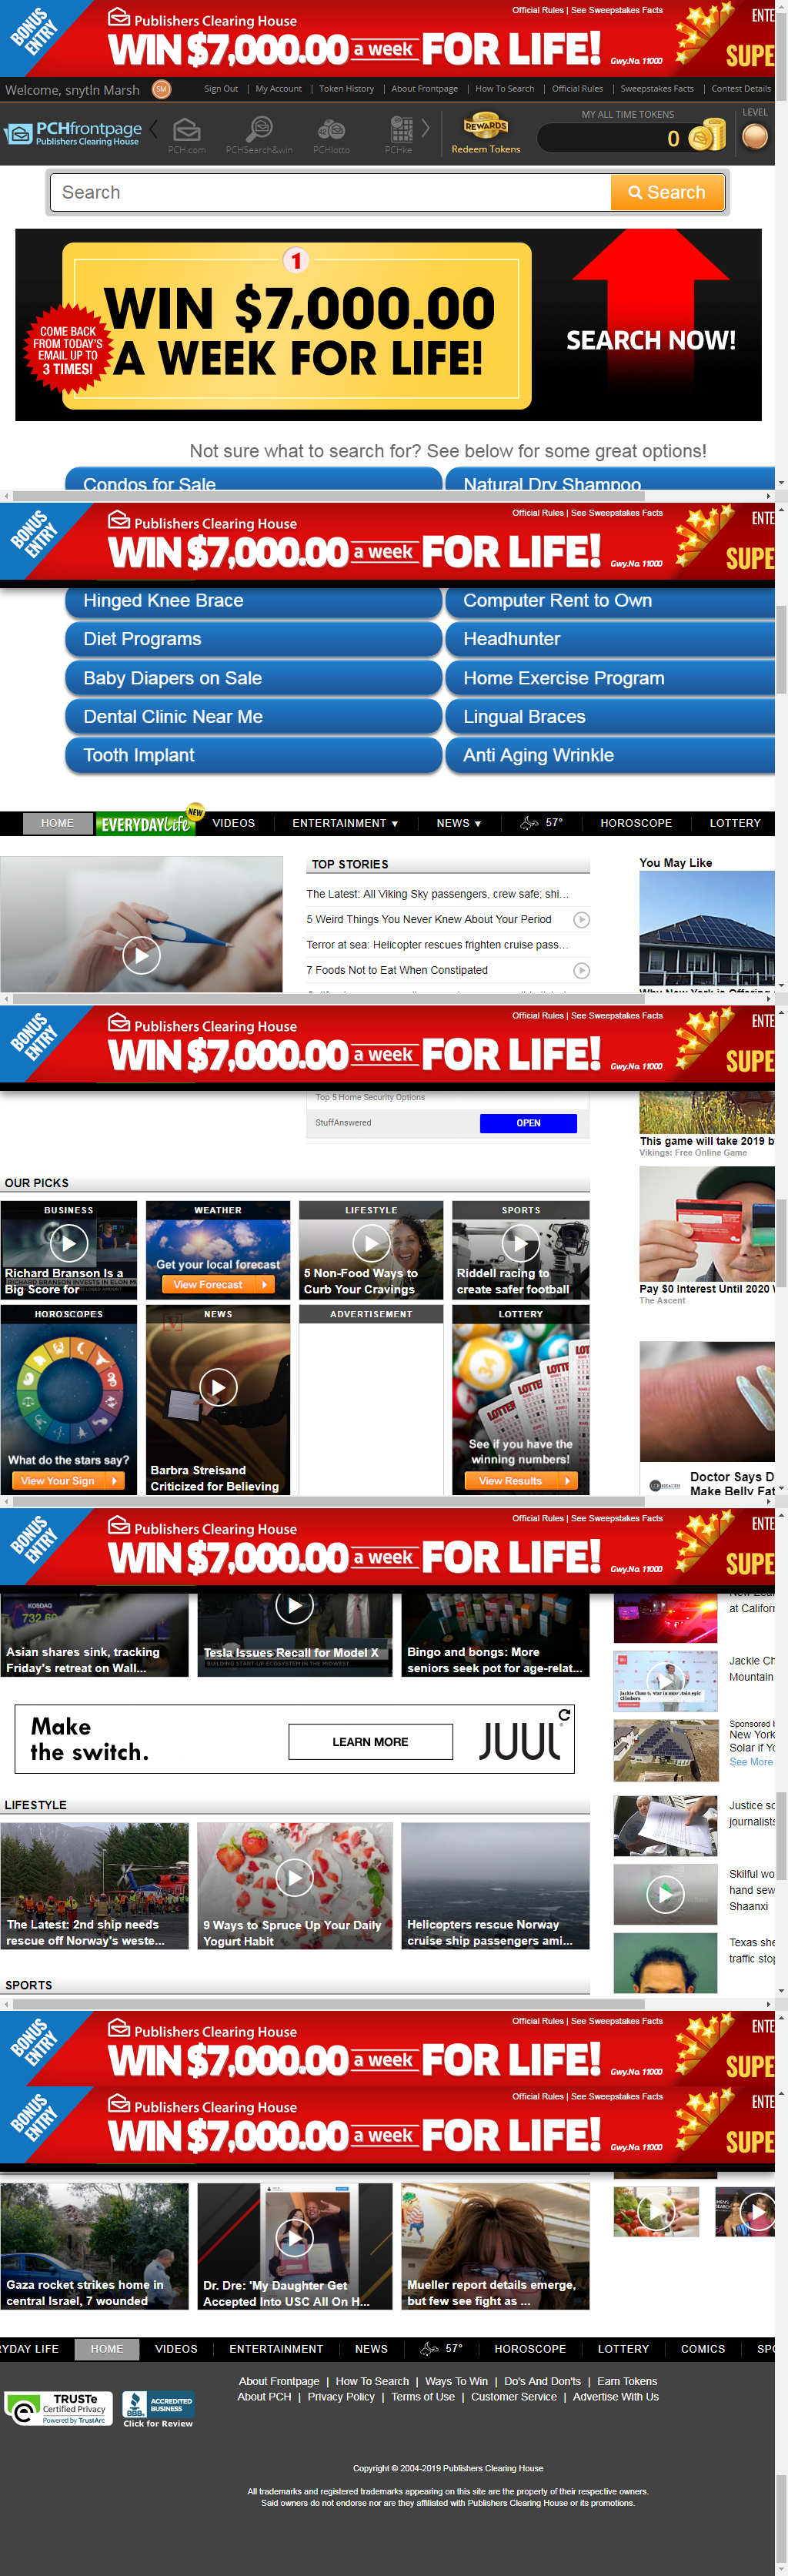 BONUS ENTRY
Publishers Clearing House
Official Rules | See Sweepstakes Facts
WIN $7,000.00 a week FOR LIFE!
Gwy.No. 11000
ENTE
SUPE
Welcome, snytln Marsh
SM
Sign Out | My Account | Token History | About Frontpage | How To Search | Official Rules | Sweepstakes Facts | Contest Details
PCHfrontpage
Publishers Clearing House
PCH.com
PCHSearch&win
PCHlotto
PCHke
REWARDS
Redeem Tokens
MY ALL TIME TOKENS
0
LEVEL
Search
Search
1
WIN $7,000.00
A WEEK FOR LIFE!
COME BACK
FROM TODAY'S
EMAIL UP TO
3 TIMES!
SEARCH NOW!
Not sure what to search for? See below for some great options!
Condos for Sale
Natural Dry Shampoo
BONUS ENTRY
Publishers Clearing House
Official Rules | See Sweepstakes Facts
WIN $7,000.00 a week FOR LIFE!
Gwy.No. 11000
ENTE
SUPE
Hinged Knee Brace
Computer Rent to Own
Diet Programs
Headhunter
Baby Diapers on Sale
Home Exercise Program
Dental Clinic Near Me
Lingual Braces
Tooth Implant
Anti Aging Wrinkle
HOME
EVERYDAY Life
NEW
VIDEOS
ENTERTAINMENT ▼
NEWS ▼
57°
HOROSCOPE
LOTTERY
TOP STORIES
The Latest: All Viking Sky passengers, crew safe; shi...
5 Weird Things You Never Knew About Your Period
Terror at sea: Helicopter rescues frighten cruise pass...
7 Foods Not to Eat When Constipated
You May Like
Why New York is Offering
BONUS ENTRY
Publishers Clearing House
Official Rules | See Sweepstakes Facts
WIN $7,000.00 a week FOR LIFE!
Gwy.No. 11000
ENTE
SUPE
Top 5 Home Security Options
StuffAnswered
OPEN
This game will take 2019 b
Vikings: Free Online Game
OUR PICKS
BUSINESS
Richard Branson Is a
Big Score for
WEATHER
Get your local forecast
View Forecast
LIFESTYLE
5 Non-Food Ways to
Curb Your Cravings
SPORTS
Riddell racing to
create safer football
Pay $0 Interest Until 2020
The Ascent
HOROSCOPES
What do the stars say?
View Your Sign
NEWS
Barbra Streisand
Criticized for Believing
ADVERTISEMENT
LOTTERY
See if you have the
winning numbers!
View Results
Doctor Says D
Make Belly Fat
BONUS ENTRY
Publishers Clearing House
Official Rules | See Sweepstakes Facts
WIN $7,000.00 a week FOR LIFE!
Gwy.No. 11000
ENTE
SUPE
KOSDAQ
Asian shares sink, tracking
Friday's retreat on Wall...
Tesla Issues Recall for Model X
Bingo and bongs: More
seniors seek pot for age-relat...
at Californ
Jackie Ch
Mountain
Make
the switch.
LEARN MORE
JUUL
Sponsored
New York
Solar if Yo
See More
LIFESTYLE
Justice sc
journalists
The Latest: 2nd ship needs
rescue off Norway's weste...
9 Ways to Spruce Up Your Daily
Yogurt Habit
Helicopters rescue Norway
cruise ship passengers ami...
Skilful wo
hand sew
Shaanxi
Texas she
traffic stop
SPORTS
BONUS ENTRY
Publishers Clearing House
Official Rules | See Sweepstakes Facts
WIN $7,000.00 a week FOR LIFE!
Gwy.No. 11000
ENTE
SUPE
BONUS ENTRY
Publishers Clearing House
Official Rules | See Sweepstakes Facts
WIN $7,000.00 a week FOR LIFE!
Gwy.No. 11000
ENTE
SUPE
Gaza rocket strikes home in
central Israel, 7 wounded
Dr. Dre: 'My Daughter Get
Accepted Into USC All On H...
Mueller report details emerge,
but few see fight as ...
RYDAY LIFE
HOME
VIDEOS
ENTERTAINMENT
NEWS
57°
HOROSCOPE
LOTTERY
COMICS
SPO
About Frontpage | How To Search | Ways To Win | Do's And Don'ts | Earn Tokens
About PCH | Privacy Policy | Terms of Use | Customer Service | Advertise With Us
TRUSTe
Certified Privacy
Powered by TrustArc
BBB
ACCREDITED
BUSINESS
Click for Review
Copyright © 2004-2019 Publishers Clearing House
All trademarks and registered trademarks appearing on this site are the property of their respective owners.
Said owners do not endorse nor are they affiliated with Publishers Clearing House or its promotions.